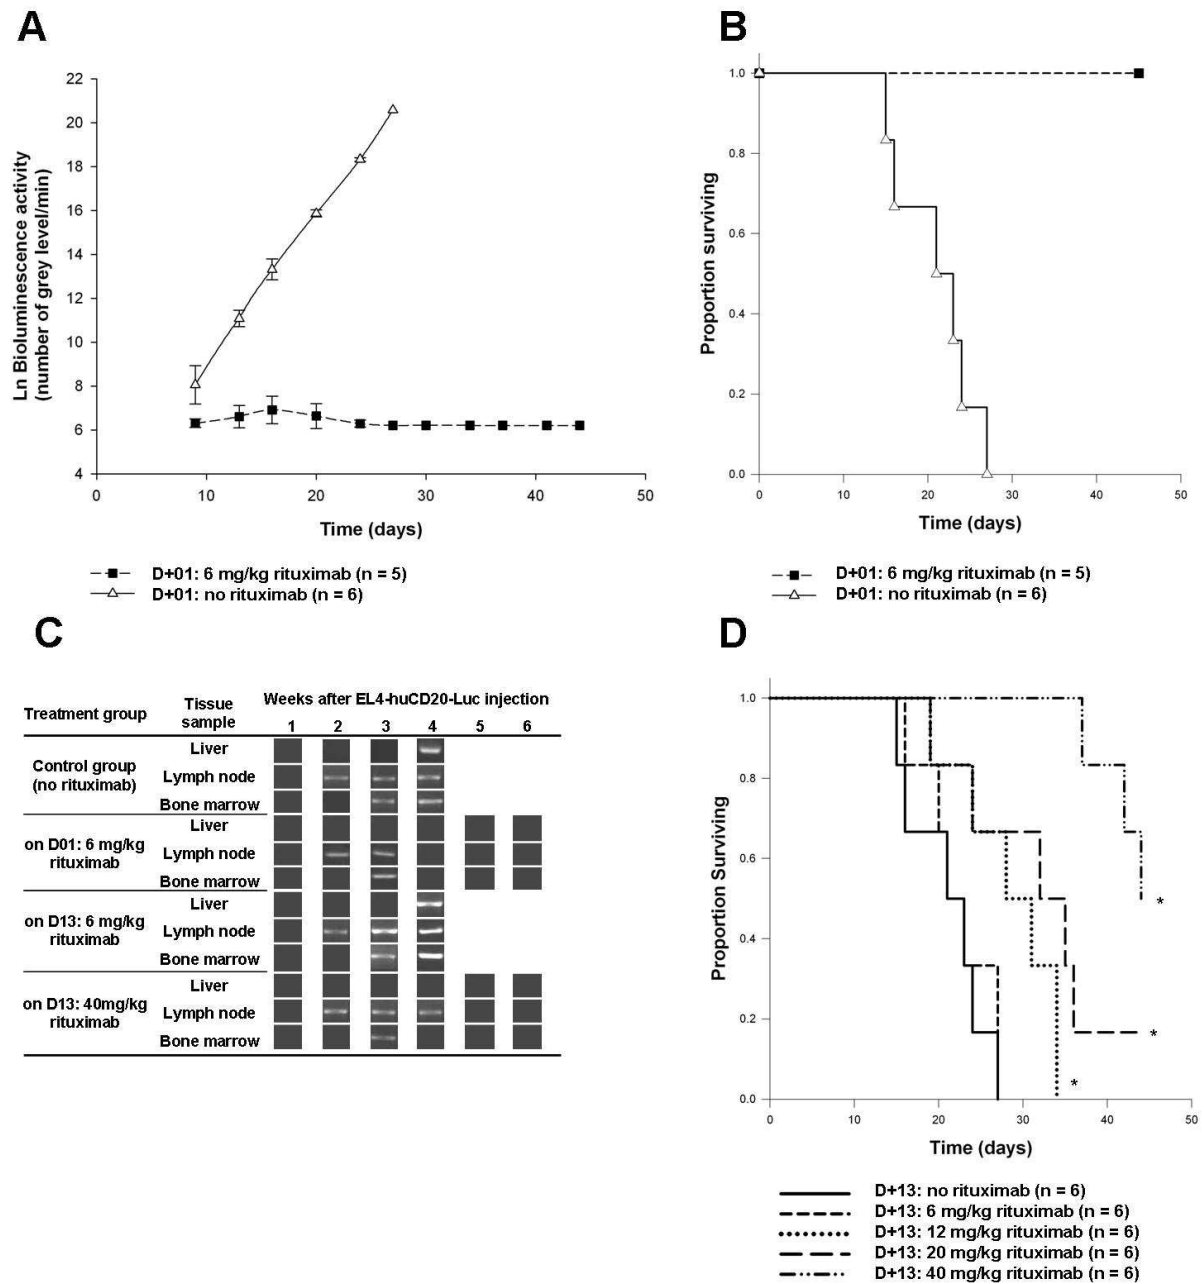 A
22
20
18
16
14
12
10
8
6
4
0
10
20
30
40
50
Ln Bioluminescence activity
(number of grey level/min)
Time (days)
D+01: 6 mg/kg rituximab (n = 5)
D+01: no rituximab (n = 6)
B
1.0
0.8
0.6
0.4
0.2
0.0
0
10
20
30
40
50
Proportion surviving
Time (days)
D+01: 6 mg/kg rituximab (n = 5)
D+01: no rituximab (n = 6)
C
Treatment group
Tissue
sample
Weeks after EL4-huCD20-Luc injection
1 2 3 4 5 6
Control group
(no rituximab)
Liver
Lymph node
Bone marrow
on D01: 6 mg/kg
rituximab
Liver
Lymph node
Bone marrow
on D13: 6 mg/kg
rituximab
Liver
Lymph node
Bone marrow
on D13: 40mg/kg
rituximab
Liver
Lymph node
Bone marrow
D
1.0
0.8
0.6
0.4
0.2
0.0
0
10
20
30
40
50
Proportion Surviving
Time (days)
*
*
*
D+13: no rituximab (n = 6)
D+13: 6 mg/kg rituximab (n = 6)
D+13: 12 mg/kg rituximab (n = 6)
D+13: 20 mg/kg rituximab (n = 6)
D+13: 40 mg/kg rituximab (n = 6)